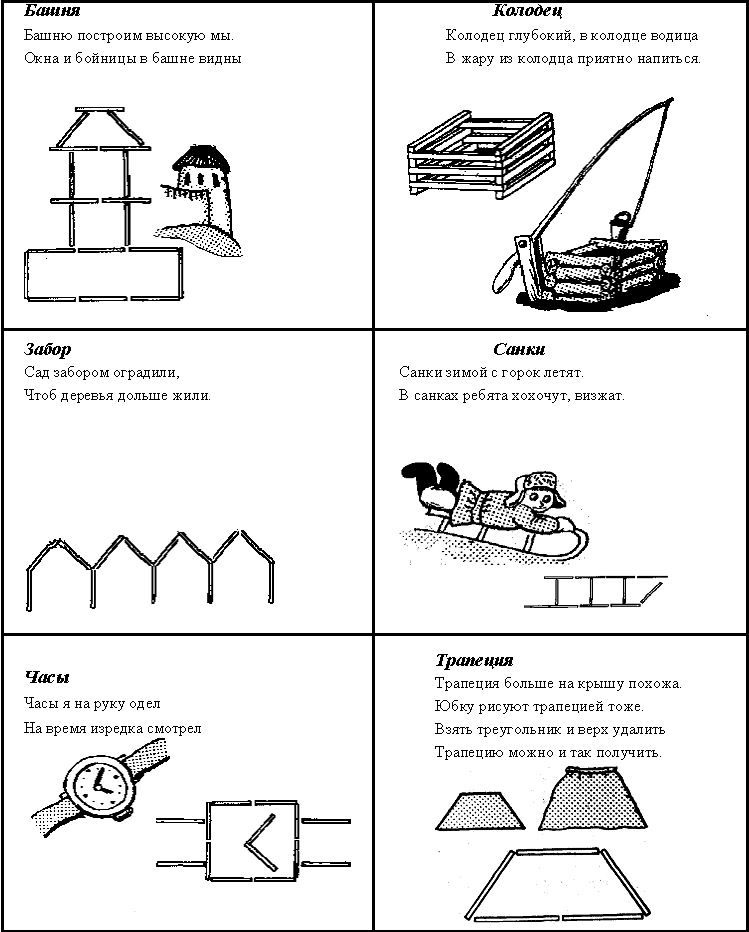 Башня
Башню построим высокую мы.
Окна и бойницы в башне видны
Колодец
Колодец глубокий, в колодце водица
В жару из колодца приятно напиться.
Забор
Сад забором оградили,
Чтоб деревья дольше жили.
Санки
Санки зимой с горок летят.
В санках ребята хохочут, визжат.
Часы
Часы я на руку одел
На время изредка смотрел
Трапеция
Трапеция больше на крышу похожа.
Юбку рисуют трапецией тоже.
Взять треугольник и верх удалить
Трапецию можно и так получить.